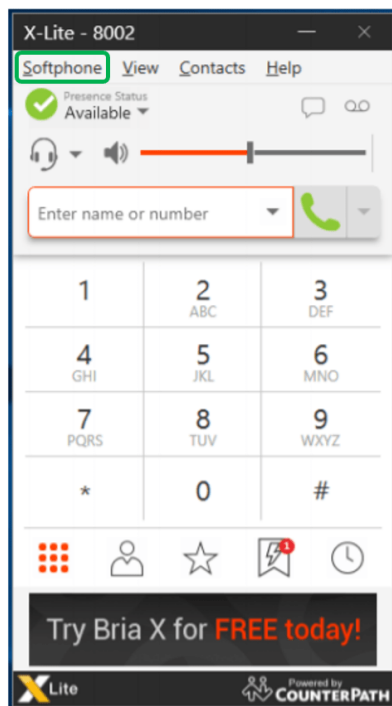 X-Lite - 8002
Softphone View Contacts Help
Presence Status
Available
Enter name or number
1 2 3
ABC DEF
4 5 6
GHI JKL MNO
7 8 9
PQRS TUV WXYZ
* 0 #
1
Try Bria X for FREE today!
X Lite
Powered by
COUNTERPATH